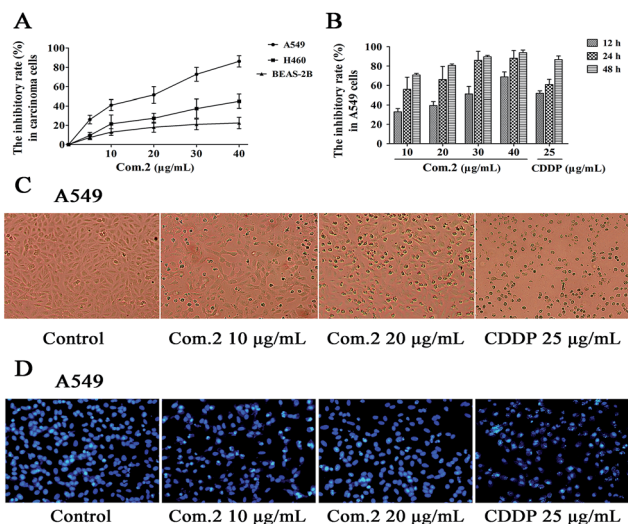 A
The inhibitory rate (%)
in carcinoma cells
100
80
60
40
20
0
10
20
30
40
Com.2 (μg/mL)
A549
H460
BEAS-2B
B
The inhibitory rate (%)
in A549 cells
100
80
60
40
20
0
10
20
30
40
25
Com.2 (μg/mL)
CDDP (μg/mL)
12 h
24 h
48 h
C
A549
Control
Com.2 10 μg/mL
Com.2 20 μg/mL
CDDP 25 μg/mL
D
A549
Control
Com.2 10 μg/mL
Com.2 20 μg/mL
CDDP 25 μg/mL